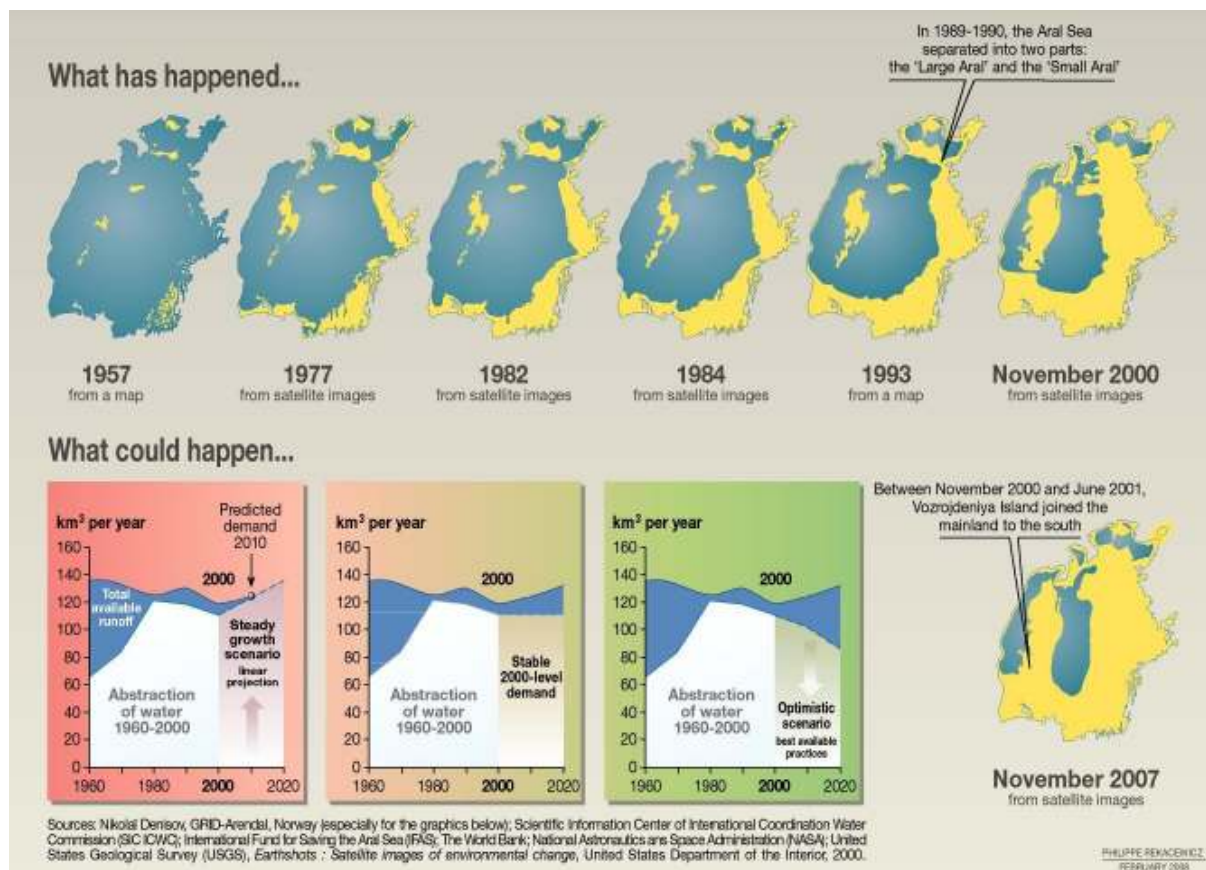 In 1989-1990, the Aral Sea
separated into two parts:
the 'Large Aral' and the 'Small Aral'
What has happened...
1957
from a map
1977
from satellite images
1982
from satellite images
1984
from satellite images
1993
from a map
November 2000
from satellite images
What could happen...
km³ per year
160
140
120
100
80
60
40
20
0
1960
1980
2000
2020
Predicted
demand
2010
2000
Total
available
runoff
Steady
growth
scenario
linear
projection
Abstraction
of water
1960-2000
km³ per year
160
140
120
100
80
60
40
20
0
1960
1980
2000
2020
2000
Stable
2000-level
demand
Abstraction
of water
1960-2000
km³ per year
160
140
120
100
80
60
40
20
0
1960
1980
2000
2020
2000
Abstraction
of water
1960-2000
Optimistic
scenario
best available
practices
Between November 2000 and June 2001,
Vozrojdeniya Island joined the
mainland to the south
November 2007
from satellite images
Sources: Nikolaï Denisov, GRID-Arendal, Norway (especially for the graphics below); Scientific Information Center of International Coordination Water
Commission (SIC ICWC); International Fund for Saving the Aral Sea (IFAS); The World Bank; National Astronautics ans Space Administration (NASA); United
States Geological Survey (USGS), Earthshots : Satellite images of environmental change, United States Department of the Interior, 2000.
PHILIPPE REKACEWICZ
FEBRUARY 2008